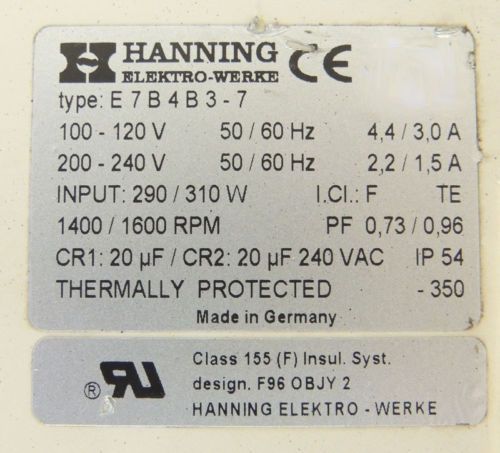 HANNING CE
ELEKTRO-WERKE
type: E 7 B 4 B 3 - 7
100 - 120 V 50 / 60 Hz 4,4 / 3,0 A
200 - 240 V 50 / 60 Hz 2,2 / 1,5 A
INPUT: 290 / 310 W I.Cl.: F TE
1400 / 1600 RPM PF 0,73 / 0,96
CR1: 20 µF / CR2: 20 µF 240 VAC IP 54
THERMALLY PROTECTED - 350
Made in Germany
Class 155 (F) Insul. Syst.
® RU design. F96 OBJY 2
HANNING ELEKTRO - WERKE